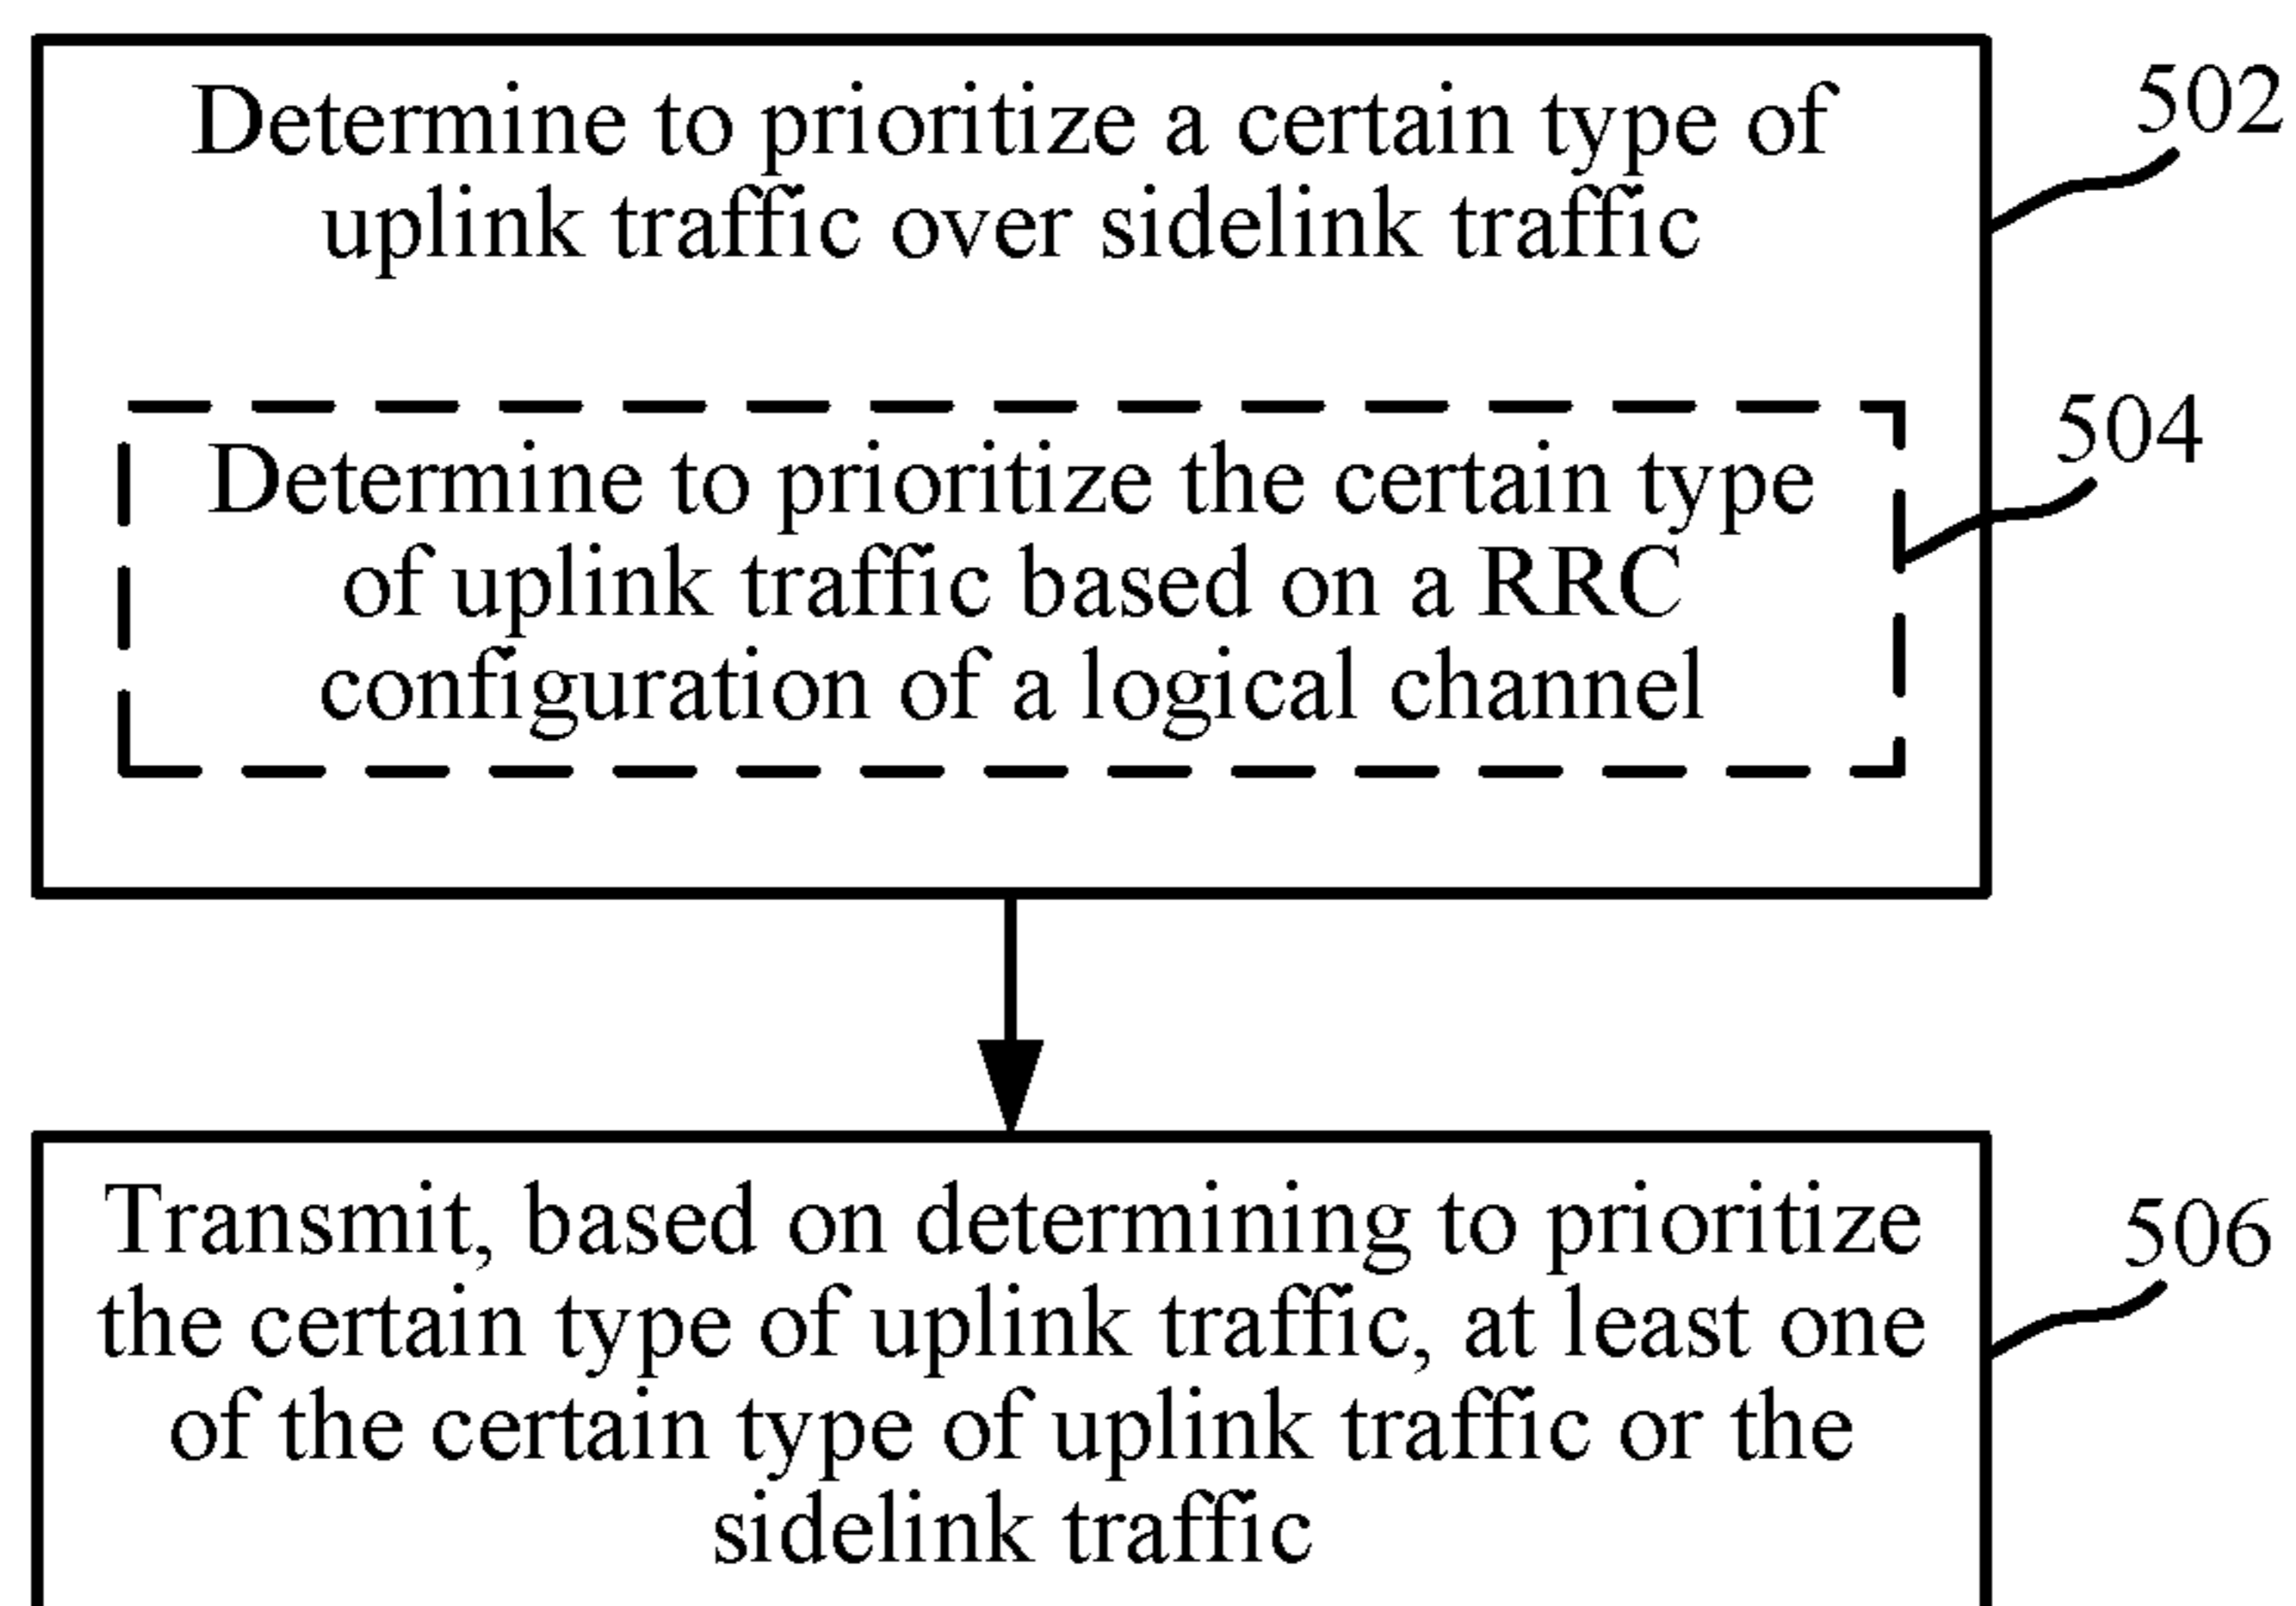 Determine to prioritize a certain type of
uplink traffic over sidelink traffic
502
Determine to prioritize the certain type
of uplink traffic based on a RRC
configuration of a logical channel
504
Transmit, based on determining to prioritize
the certain type of uplink traffic, at least one
of the certain type of uplink traffic or the
sidelink traffic
506